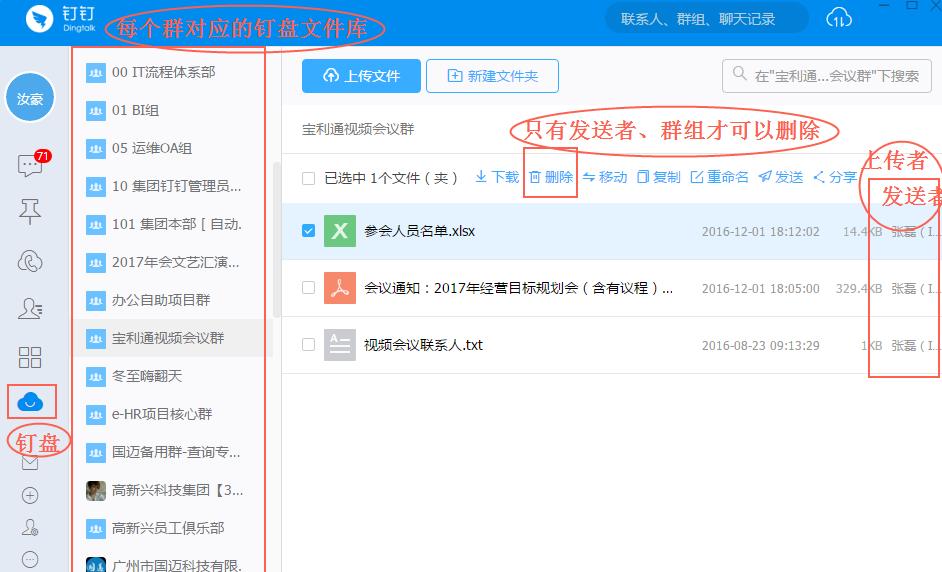 钉钉
Dingtalk
每个群对应的钉盘文件库
联系人、群组、聊天记录
汝豪
71
钉盘
00 IT流程体系部
01 BI组
05 运维OA组
10 集团钉钉管理员...
101 集团本部 [ 自动.
2017年会文艺汇演...
办公自助项目群
宝利通视频会议群
冬至嗨翻天
e-HR项目核心群
国迈备用群-查询专...
高新兴科技集团【3...
高新兴员工俱乐部
广州市国迈科技有限.
上传文件
新建文件夹
在"宝利通...会议群"下搜索
宝利通视频会议群
只有发送者、群组才可以删除
上传者
发送者
已选中 1个文件（夹）
下载
删除
移动
复制
重命名
发送
分享
参会人员名单.xlsx 2016-12-01 18:12:02 14.4KB 张磊（I...
会议通知：2017年经营目标规划会（含有议程）... 2016-12-01 18:05:00 329.4KB 张磊（I...
视频会议联系人.txt 2016-08-23 09:13:29 1KB 张磊（I...